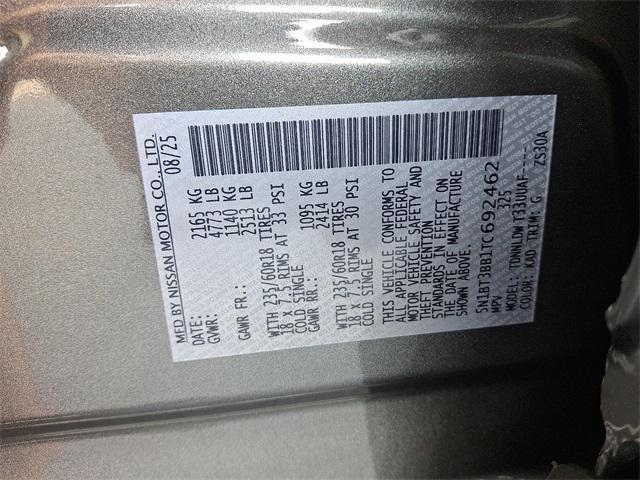 MFD BY NISSAN MOTOR CO., LTD.
DATE: 08/25
GVWR: 2165 KG
4773 LB
GAWR FR.: 1140 KG
2513 LB
WITH 235/60R18 TIRES
18 X 7.5 RIMS AT 33 PSI
COLD SINGLE
GAWR RR.: 1095 KG
2414 LB
WITH 235/60R18 TIRES
18 X 7.5 RIMS AT 30 PSI
COLD SINGLE
THIS VEHICLE CONFORMS TO
ALL APPLICABLE FEDERAL
MOTOR VEHICLE SAFETY AND
THEFT PREVENTION
STANDARDS IN EFFECT ON
THE DATE OF MANUFACTURE
SHOWN ABOVE.
5N1BT3BB1TC692462
MPV 325
MODEL: TDNNLDW T33UUAF-----
COLOR: KAD TRIM: G ZS30A